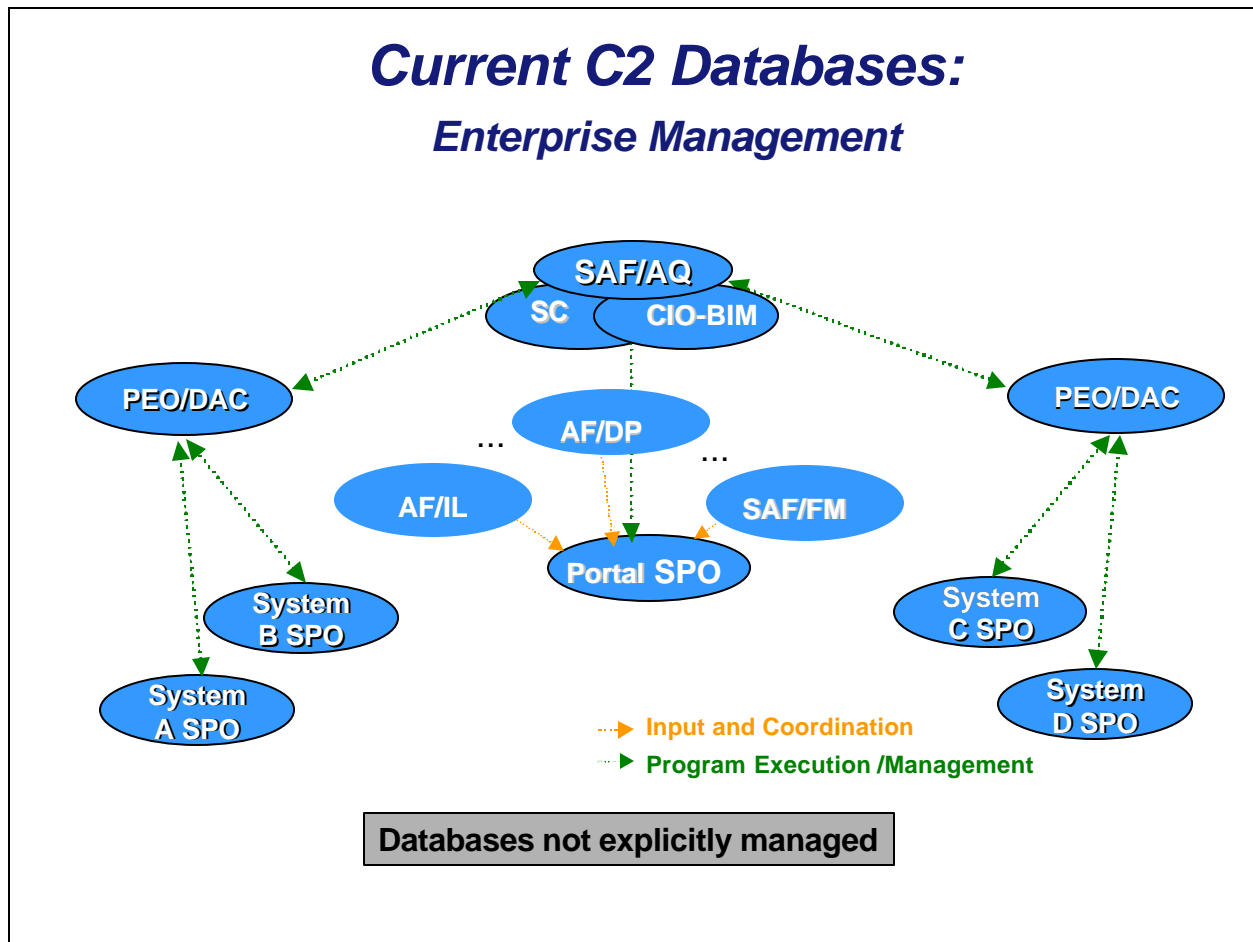 Current C2 Databases:
Enterprise Management
SAF/AQ
SC
CIO-BIM
PEO/DAC
PEO/DAC
...
AF/DP
...
AF/IL
SAF/FM
Portal SPO
System
B SPO
System
C SPO
System
A SPO
System
D SPO
Input and Coordination
Program Execution /Management
Databases not explicitly managed